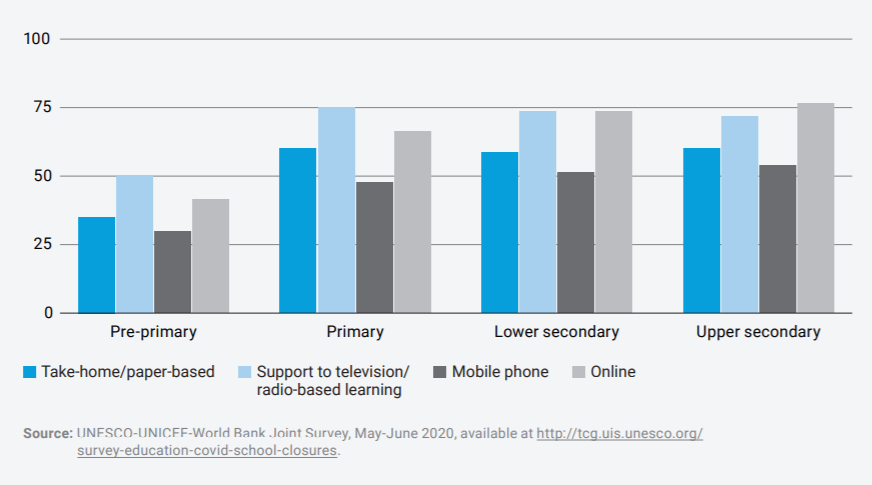 100
75
50
25
0
Pre-primary
Primary
Lower secondary
Upper secondary
Take-home/paper-based
Support to television/
radio-based learning
Mobile phone
Online
Source: UNESCO-UNICEF-World Bank Joint Survey, May-June 2020, available at http://tcg.uis.unesco.org/
survey-education-covid-school-closures.